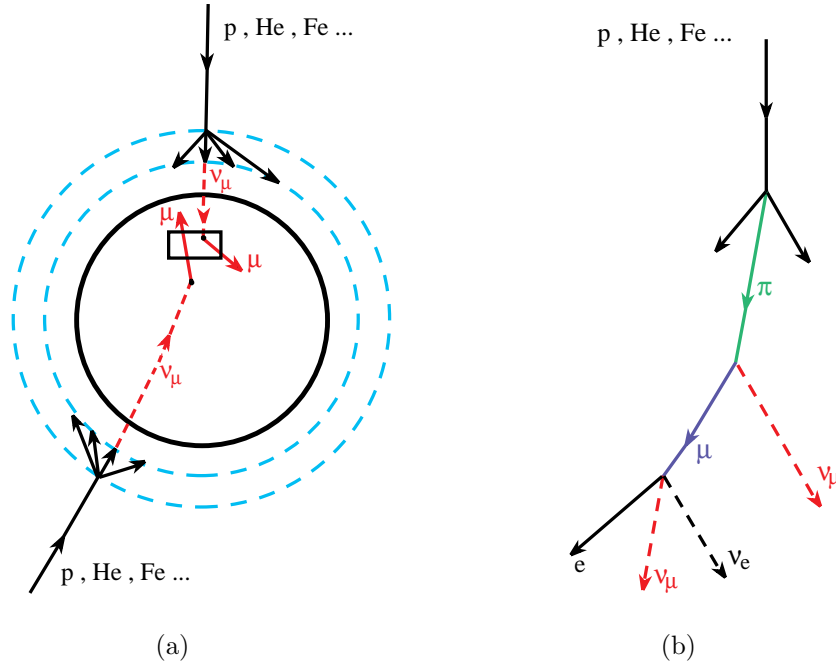 p , He , Fe ...
ν_μ
μ
μ
ν_μ
p , He , Fe ...
(a)
p , He , Fe ...
π
μ
ν_μ
e
ν_μ
ν_e
(b)